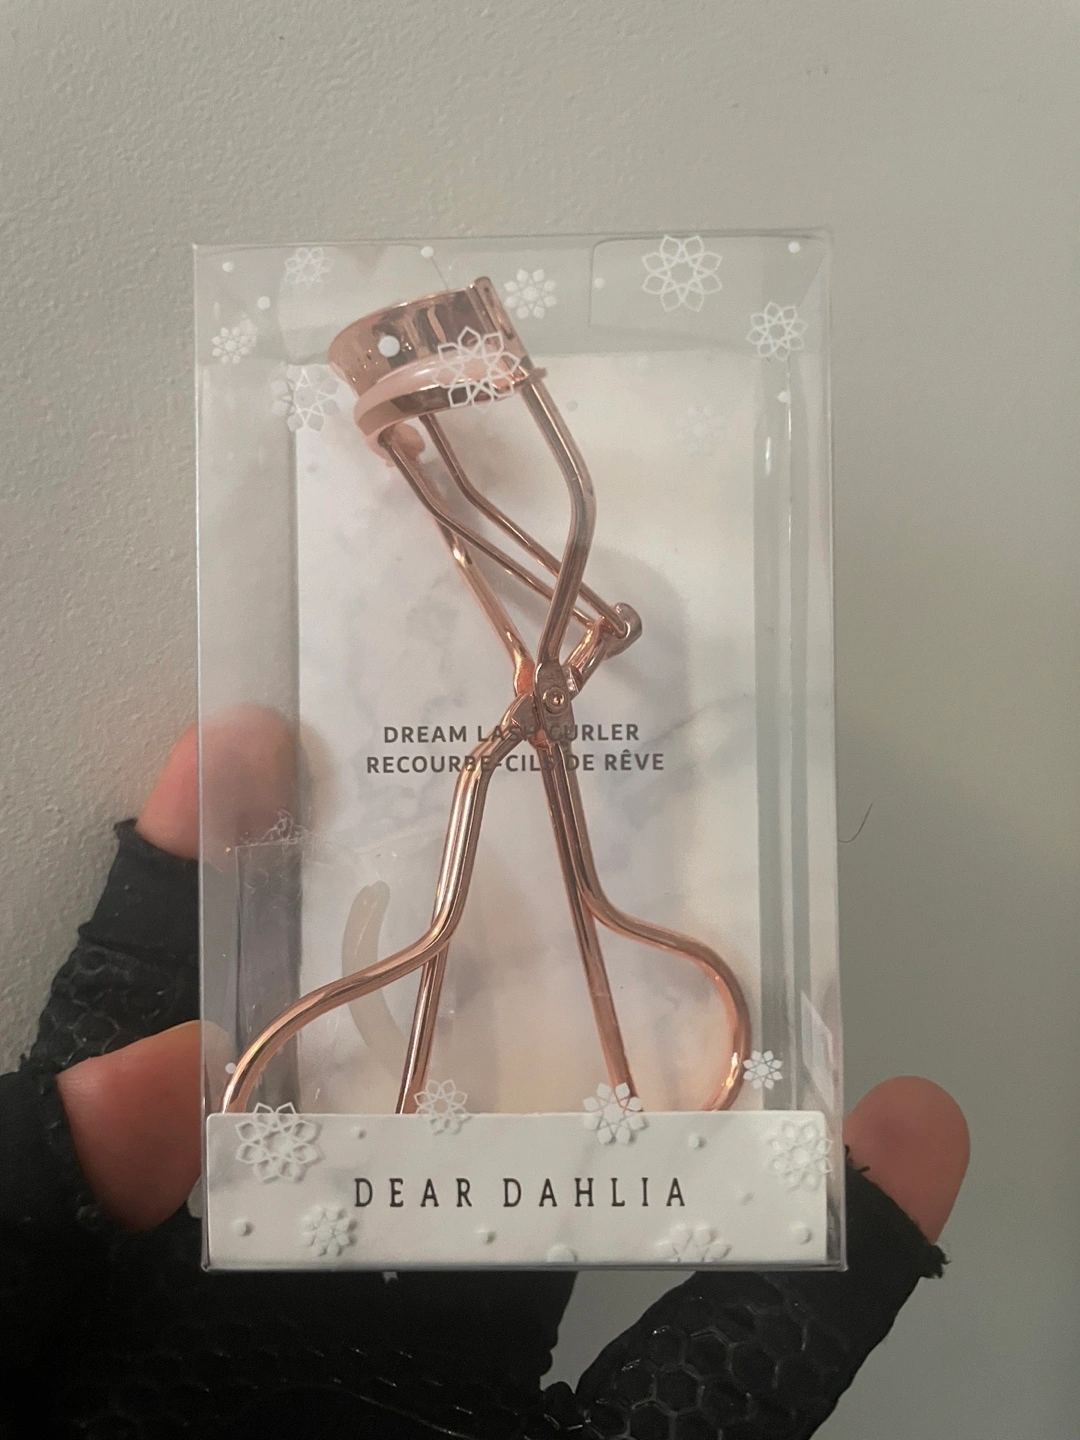 DREAM LASH CURLER
RECOURBE-CILS DE RÊVE
DEAR DAHLIA